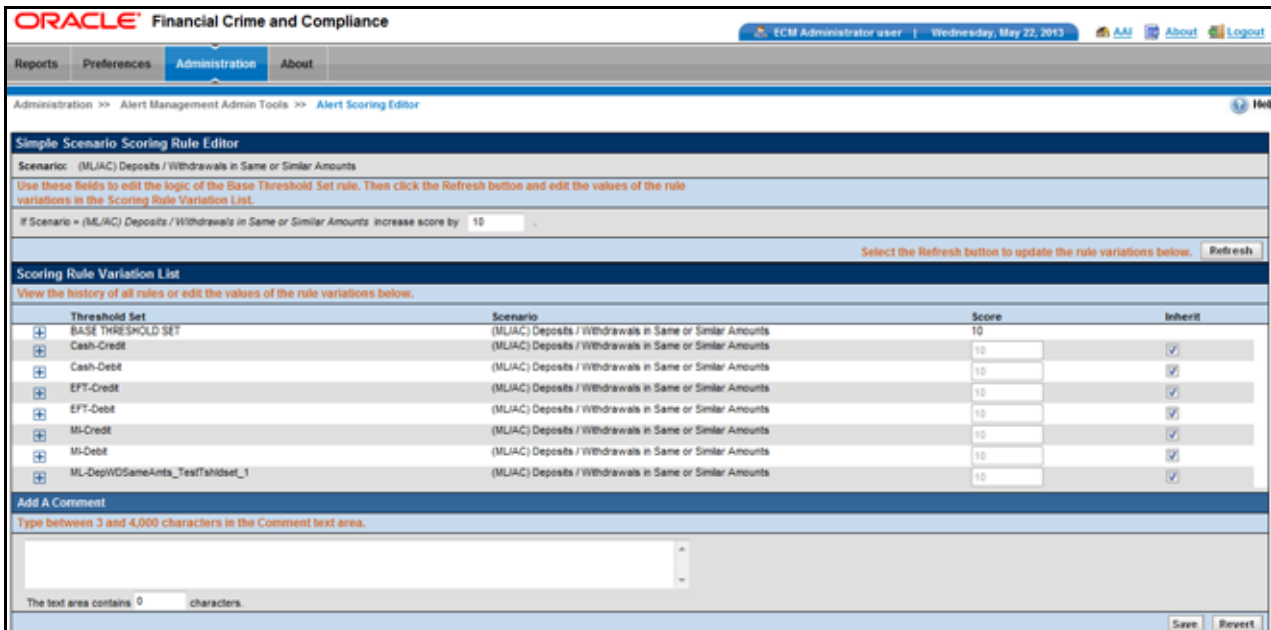 ORACLE Financial Crime and Compliance
ECM Administrator user | Wednesday, May 22, 2013 AAI About Logout
Reports Preferences Administration About
Administration >> Alert Management Admin Tools >> Alert Scoring Editor Hel
Simple Scenario Scoring Rule Editor
Scenario: (ML/AC) Deposits / Withdrawals in Same or Similar Amounts
Use these fields to edit the logic of the Base Threshold Set rule. Then click the Refresh button and edit the values of the rule
variations in the Scoring Rule Variation List.
If Scenario = (ML/AC) Deposits / Withdrawals in Same or Similar Amounts increase score by 10 .
Select the Refresh button to update the rule variations below. Refresh
Scoring Rule Variation List
View the history of all rules or edit the values of the rule variations below.
Threshold Set Scenario Score Inherit
BASE THRESHOLD SET (ML/AC) Deposits / Withdrawals in Same or Similar Amounts 10
Cash-Credit (ML/AC) Deposits / Withdrawals in Same or Similar Amounts 10
Cash-Debit (ML/AC) Deposits / Withdrawals in Same or Similar Amounts 10
EFT-Credit (ML/AC) Deposits / Withdrawals in Same or Similar Amounts 10
EFT-Debit (ML/AC) Deposits / Withdrawals in Same or Similar Amounts 10
MI-Credit (ML/AC) Deposits / Withdrawals in Same or Similar Amounts 10
MI-Debit (ML/AC) Deposits / Withdrawals in Same or Similar Amounts 10
ML-DepWDSameAmts_TestTshldset_1 (ML/AC) Deposits / Withdrawals in Same or Similar Amounts 10
Add A Comment
Type between 3 and 4,000 characters in the Comment text area.
The text area contains 0 characters.
Save Revert